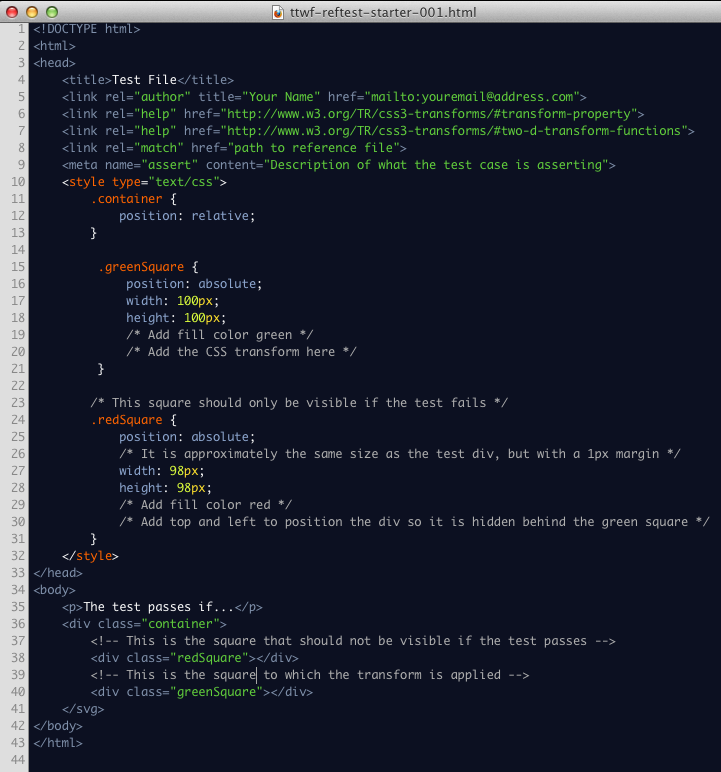 ttwf-reftest-starter-001.html
1 <!DOCTYPE html>
2 <html>
3 <head>
4     <title>Test File</title>
5     <link rel="author" title="Your Name" href="mailto:youremail@address.com">
6     <link rel="help" href="http://www.w3.org/TR/css3-transforms/#transform-property">
7     <link rel="help" href="http://www.w3.org/TR/css3-transforms/#two-d-transform-functions">
8     <link rel="match" href="path to reference file">
9     <meta name="assert" content="Description of what the test case is asserting">
10     <style type="text/css">
11         .container {
12             position: relative;
13         }
14
15          .greenSquare {
16              position: absolute;
17              width: 100px;
18              height: 100px;
19              /* Add fill color green */
20              /* Add the CSS transform here */
21          }
22
23         /* This square should only be visible if the test fails */
24         .redSquare {
25             position: absolute;
26             /* It is approximately the same size as the test div, but with a 1px margin */
27             width: 98px;
28             height: 98px;
29             /* Add fill color red */
30             /* Add top and left to position the div so it is hidden behind the green square */
31         }
32     </style>
33 </head>
34 <body>
35     <p>The test passes if...</p>
36     <div class="container">
37         <!-- This is the square that should not be visible if the test passes -->
38         <div class="redSquare"></div>
39         <!-- This is the square to which the transform is applied -->
40         <div class="greenSquare"></div>
41     </svg>
42 </body>
43 </html>
44